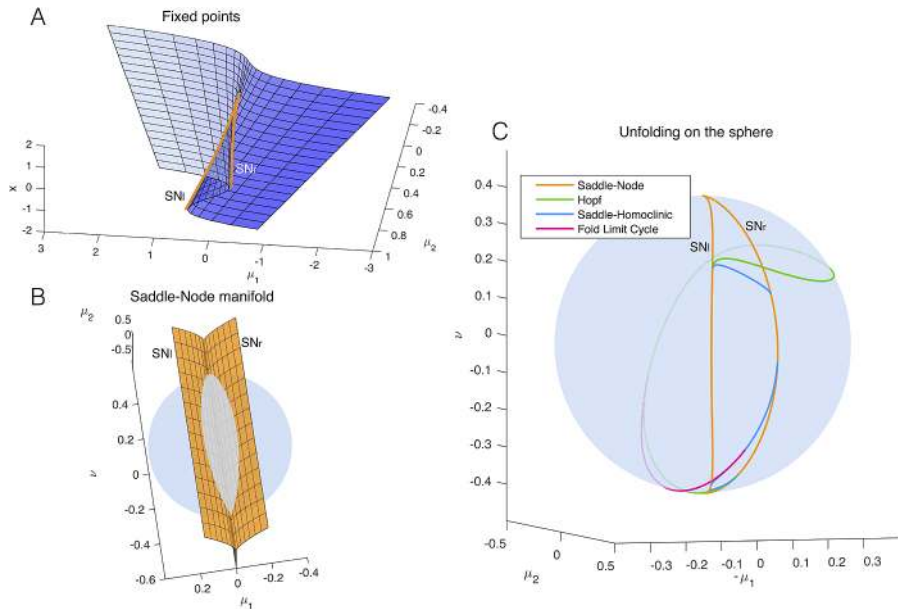 A
Fixed points
2
1
0
-1
-2
x
3
2
1
0
-1
-2
-3
μ1
-0.4
-0.2
0
0.2
0.4
0.6
0.8
1
μ2
SNl
SNr
B
Saddle-Node manifold
μ2
0.5
0
-0.5
SNl
SNr
0.4
0.2
0
-0.2
-0.4
-0.6
ν
0.2
0
-0.2
-0.4
μ1
C
Unfolding on the sphere
Saddle-Node
Hopf
Saddle-Homoclinic
Fold Limit Cycle
SNr
SNl
0.4
0.3
0.2
0.1
0
-0.1
-0.2
-0.3
-0.4
ν
-0.5
0
μ2
-0.5
-0.3
-0.2
-0.1
0
0.1
0.2
0.3
-μ1